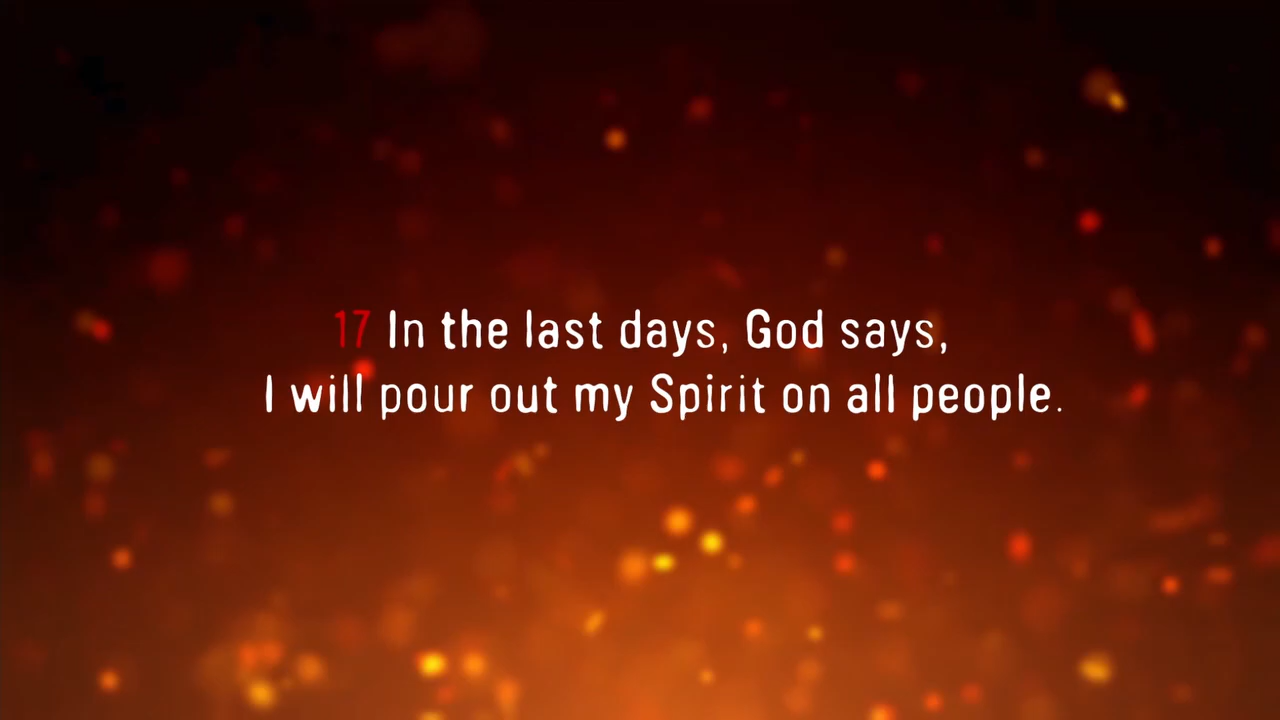 17 In the last days, God says,
I will pour out my Spirit on all people.